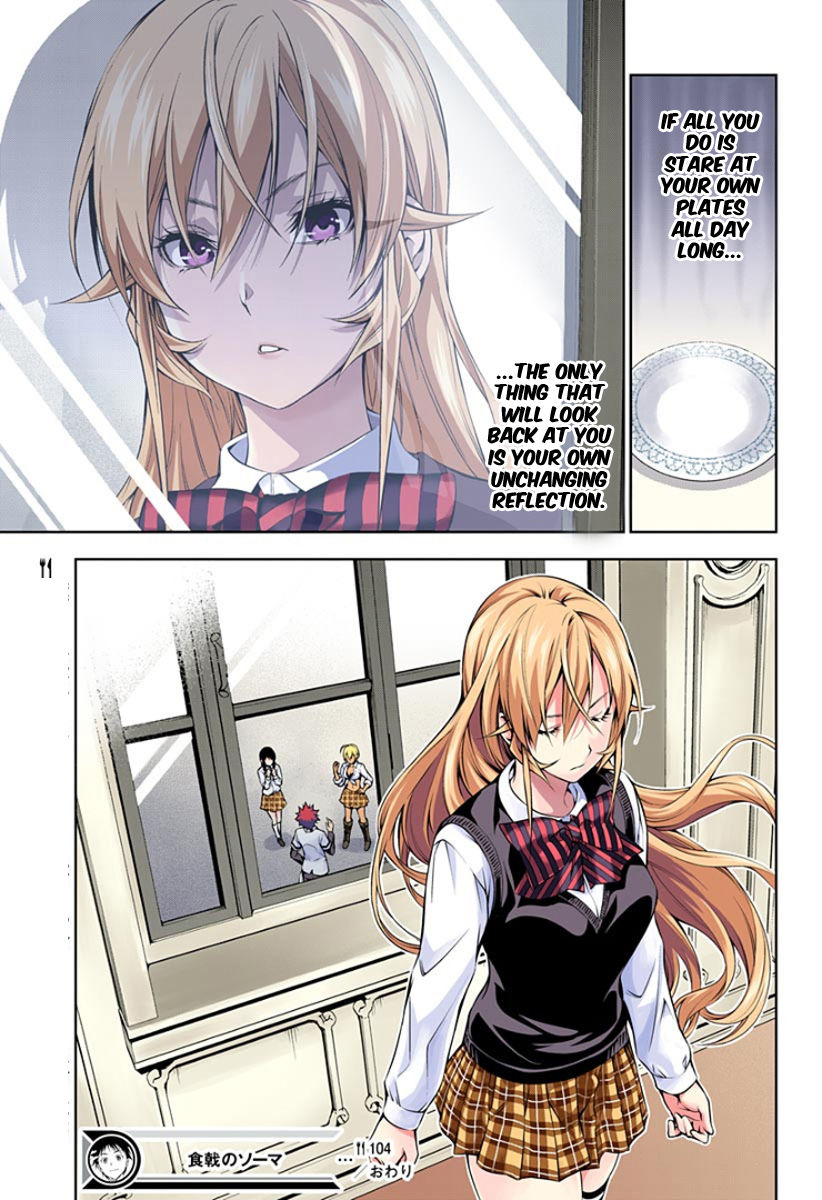 IF ALL YOU
DO IS
STARE AT
YOUR OWN
PLATES
ALL DAY
LONG...
...THE ONLY
THING THAT
WILL LOOK
BACK AT YOU
IS YOUR OWN
UNCHANGING
REFLECTION.
食戟のソーマ
...104
おわり